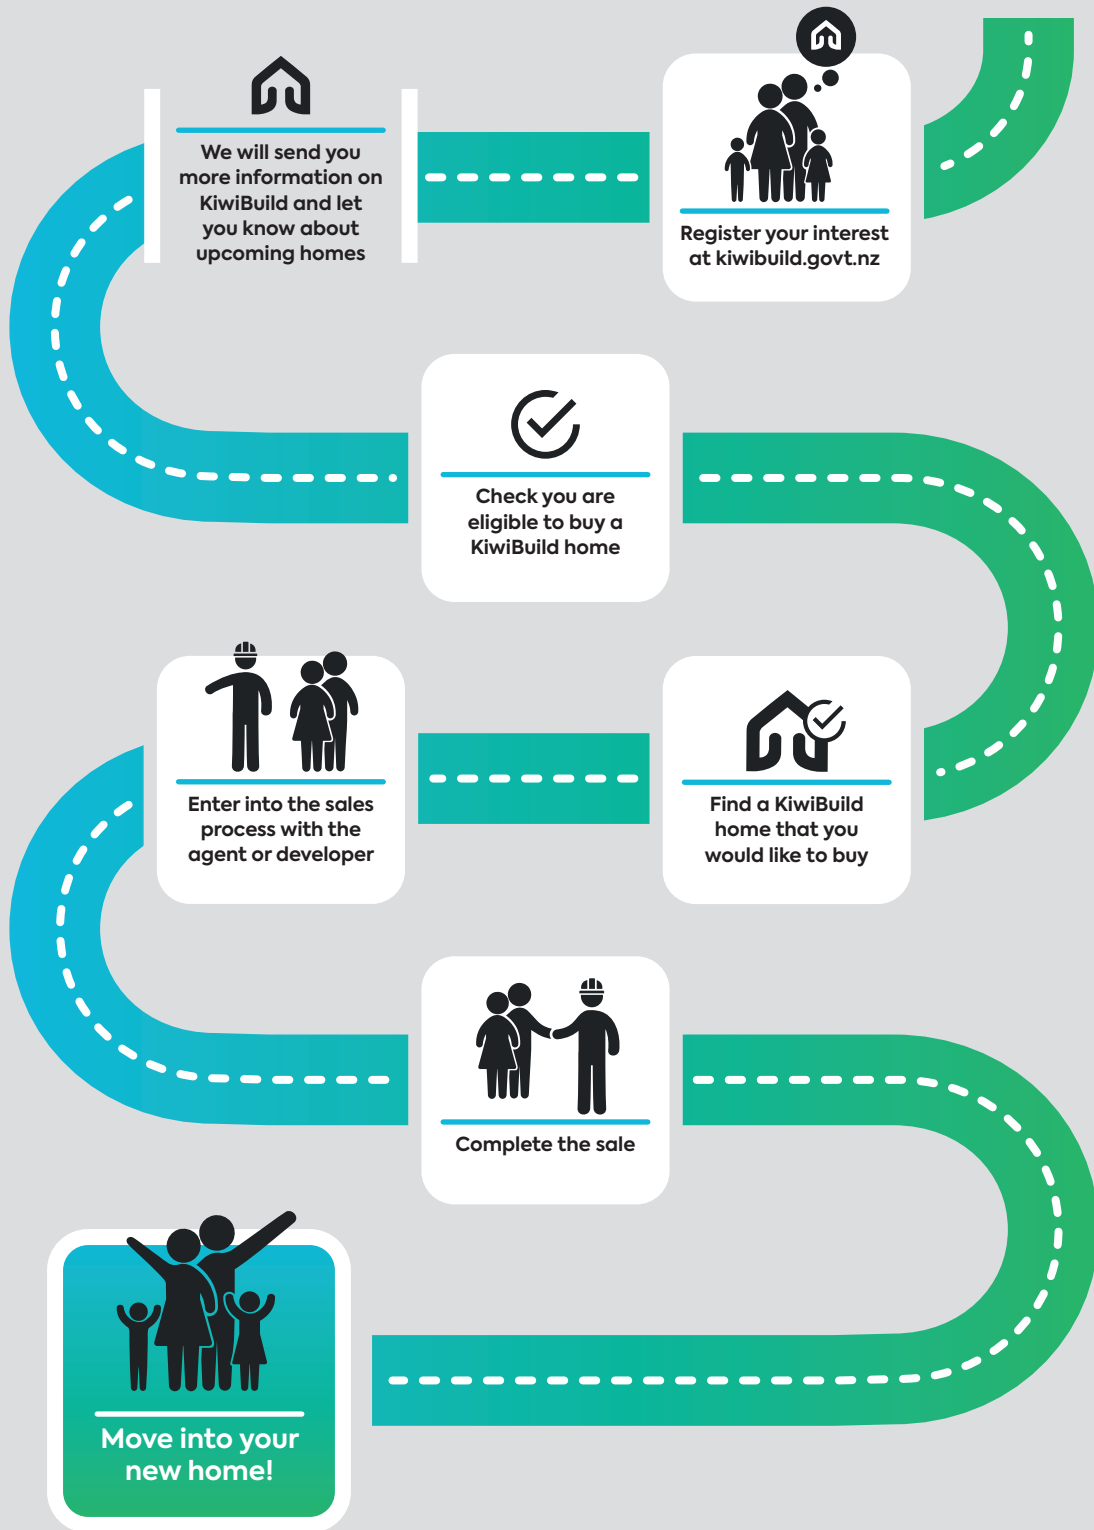 Register your interest
at kiwibuild.govt.nz
We will send you
more information on
KiwiBuild and let
you know about
upcoming homes
Check you are
eligible to buy a
KiwiBuild home
Find a KiwiBuild
home that you
would like to buy
Enter into the sales
process with the
agent or developer
Complete the sale
Move into your
new home!